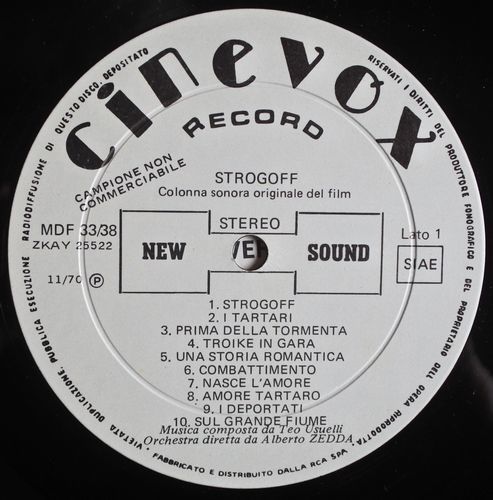 cinevox
RECORD
CAMPIONE NON
COMMERCIABILE
STROGOFF
Colonna sonora originale del film
MDF 33/38
ZKAY 25522
STEREO
Lato 1
NEW
SOUND
SIAE
11/70 P
1. STROGOFF
2. I TARTARI
3. PRIMA DELLA TORMENTA
4. TROIKE IN GARA
5. UNA STORIA ROMANTICA
6. COMBATTIMENTO
7. NASCE L'AMORE
8. AMORE TARTARO
9. I DEPORTATI
10. SUL GRANDE FIUME
Musica composta da Teo Usuelli
Orchestra diretta da Alberto ZEDDA
RISERVATI I DIRITTI DEL PRODUTTORE FONOGRAFICO E DEL PROPRIETARIO DELL'OPERA RIPRODOTTA
VIETATA DUPLICAZIONE, PUBBLICA ESECUZIONE RADIODIFFUSIONE DI QUESTO DISCO. DEPOSITATO
FABBRICATO E DISTRIBUITO DALLA RCA SPA